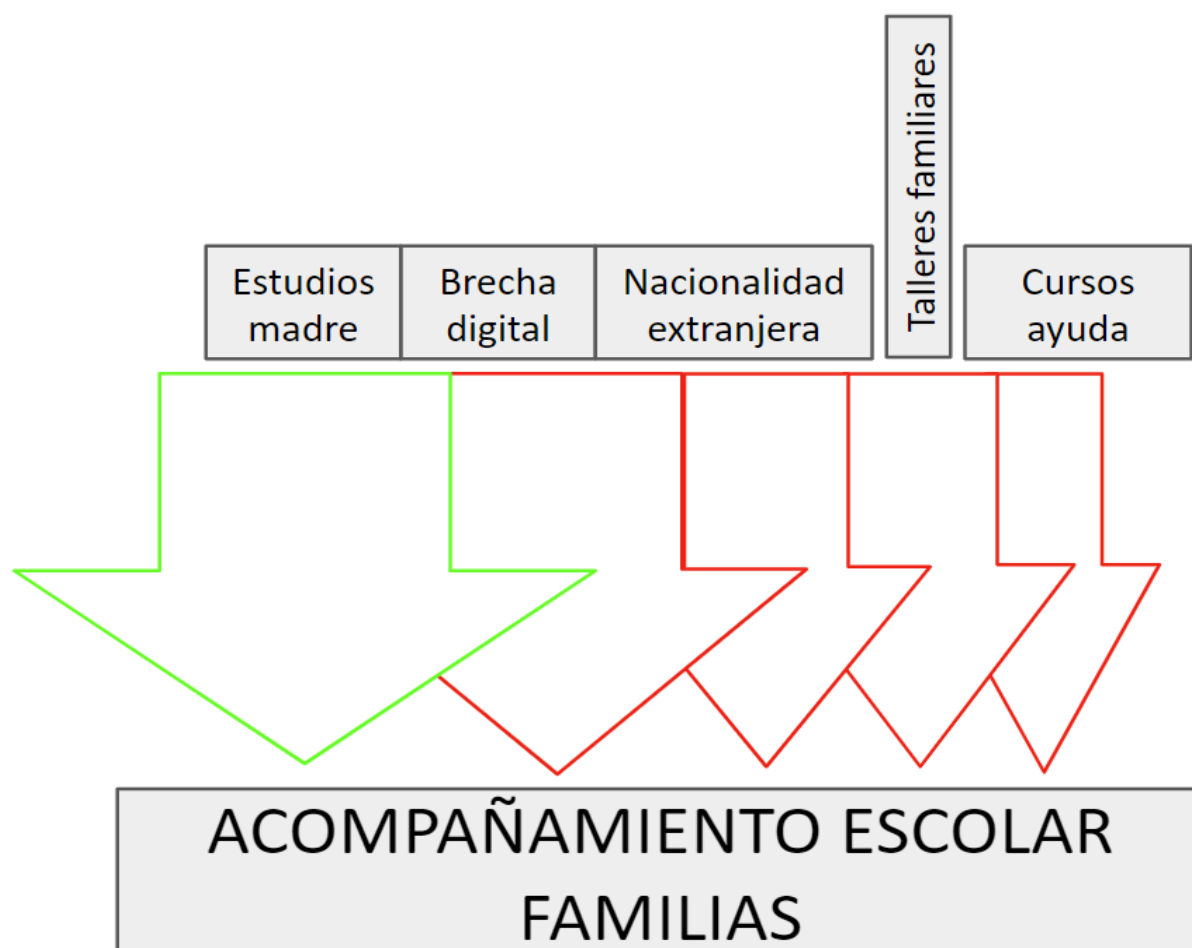 Talleres familiares
Estudios
madre
Brecha
digital
Nacionalidad
extranjera
Cursos
ayuda
ACOMPAÑAMIENTO ESCOLAR
FAMILIAS